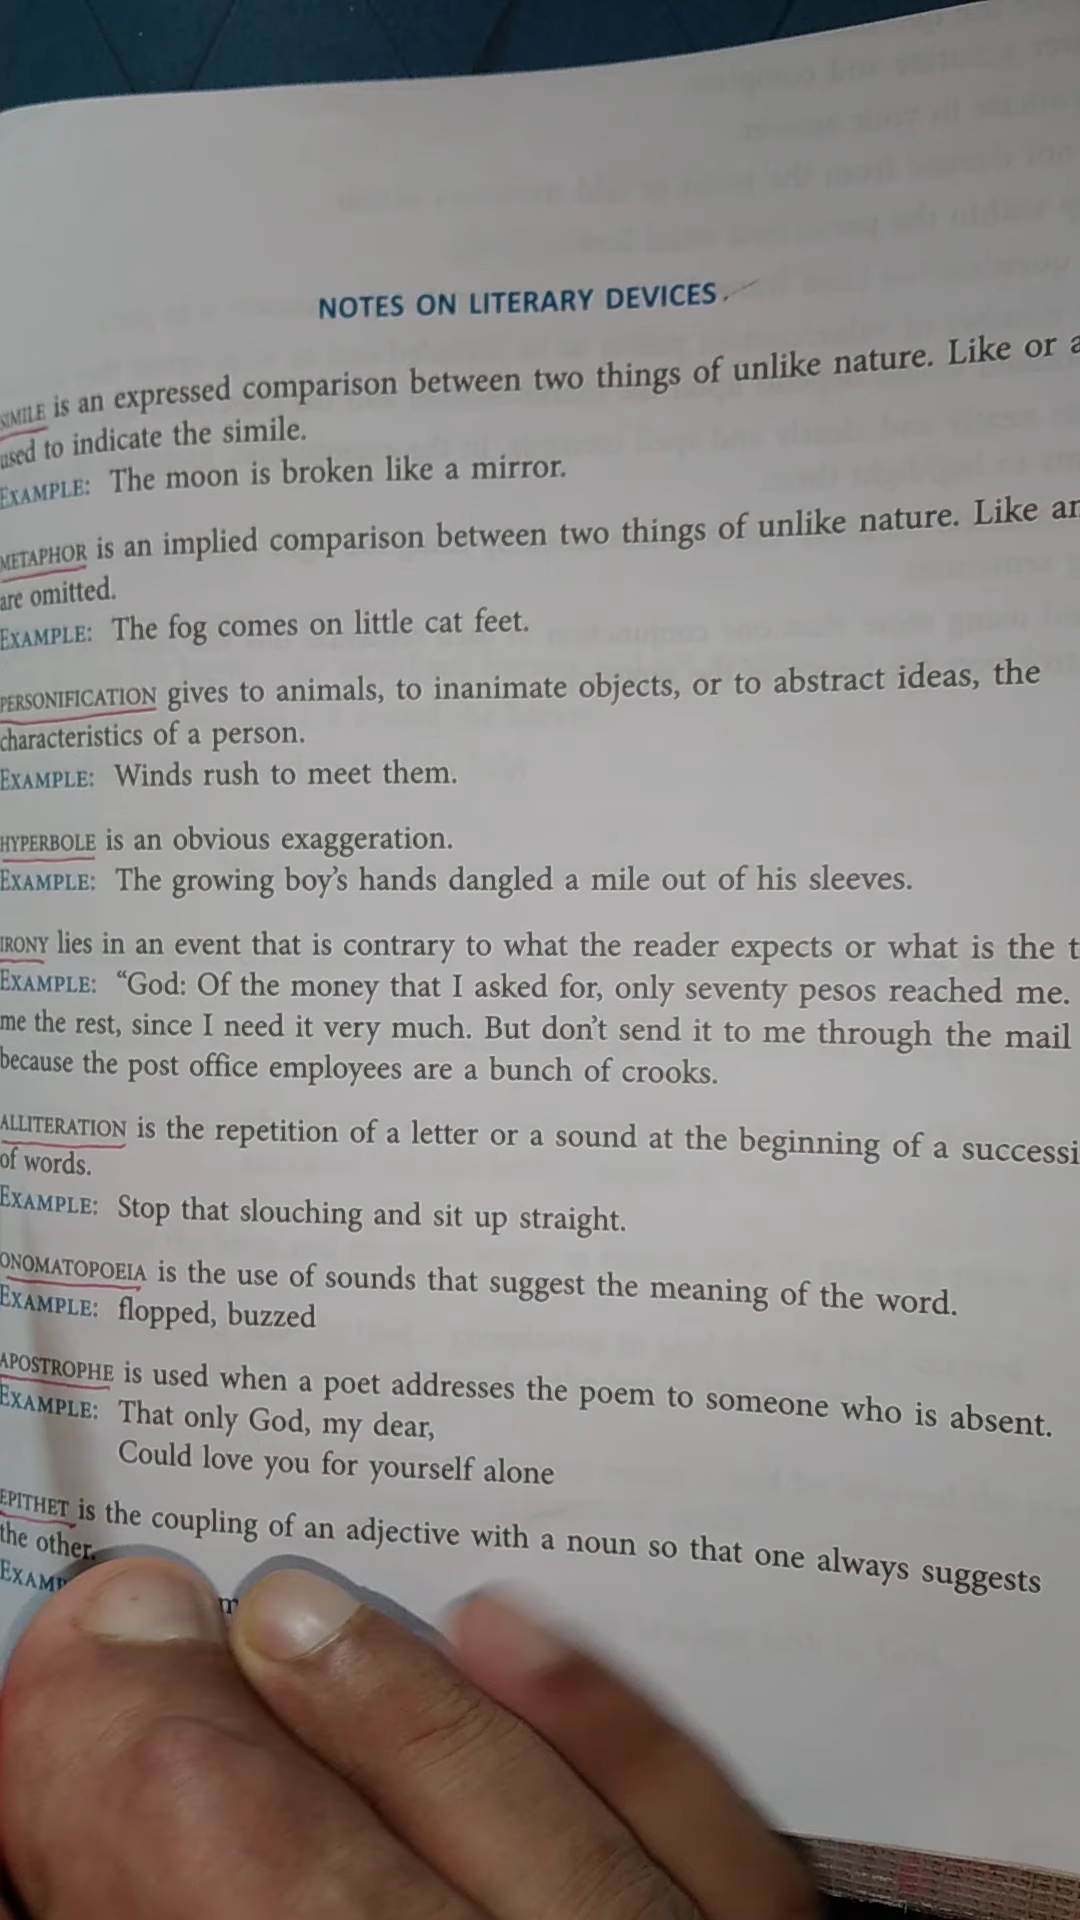 NOTES ON LITERARY DEVICES
SIMILE is an expressed comparison between two things of unlike nature. Like or a
used to indicate the simile.
EXAMPLE: The moon is broken like a mirror.
METAPHOR is an implied comparison between two things of unlike nature. Like an
are omitted.
EXAMPLE: The fog comes on little cat feet.
PERSONIFICATION gives to animals, to inanimate objects, or to abstract ideas, the
characteristics of a person.
EXAMPLE: Winds rush to meet them.
HYPERBOLE is an obvious exaggeration.
EXAMPLE: The growing boy's hands dangled a mile out of his sleeves.
IRONY lies in an event that is contrary to what the reader expects or what is the t
EXAMPLE: “God: Of the money that I asked for, only seventy pesos reached me.
me the rest, since I need it very much. But don't send it to me through the mail
because the post office employees are a bunch of crooks.
ALLITERATION is the repetition of a letter or a sound at the beginning of a successi
of words.
EXAMPLE: Stop that slouching and sit up straight.
ONOMATOPOEIA is the use of sounds that suggest the meaning of the word.
EXAMPLE: flopped, buzzed
APOSTROPHE is used when a poet addresses the poem to someone who is absent.
EXAMPLE: That only God, my dear,
Could love you for yourself alone
EPITHET is the coupling of an adjective with a noun so that one always suggests
the other.